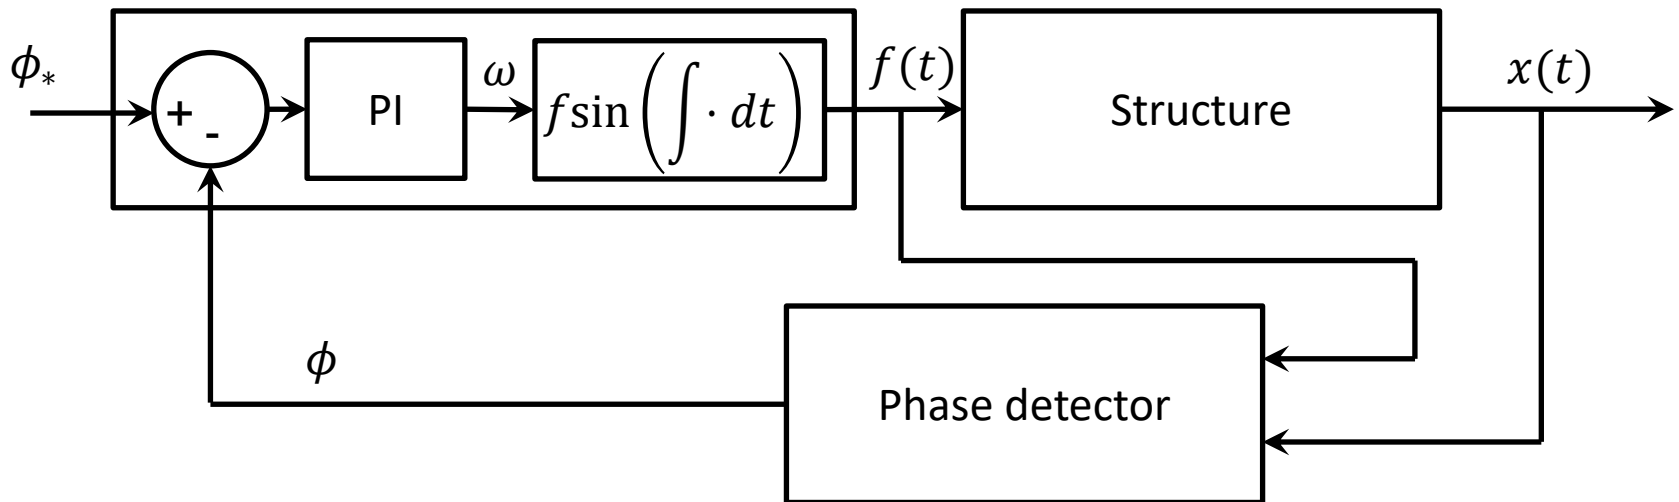 ϕ∗
+
-
PI
ω
f sin(∫ · dt)
f(t)
Structure
x(t)
ϕ
Phase detector